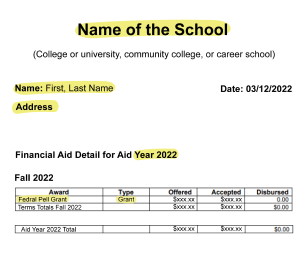 Name of the School
(College or university, community college, or career school)
Name: First, Last Name Date: 03/12/2022
Address
Financial Aid Detail for Aid Year 2022
Fall 2022
Award Type Offered Accepted Disbursed
Fedral Pell Grant Grant $xxx.xx $xxx.xx 0.00
Terms Totals Fall 2022 $xxx.xx $xxx.xx $0.00
Aid Year 2022 Total $xxx.xx $xxx.xx $0.00